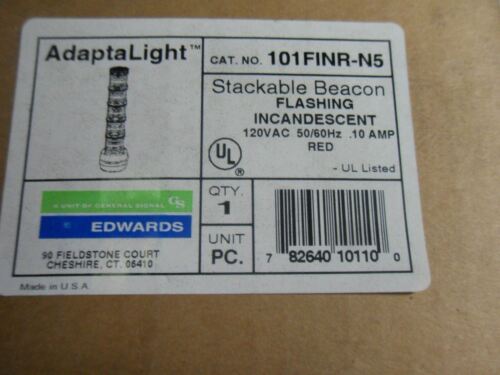 AdaptaLight™
CAT. NO. 101FINR-N5
Stackable Beacon
FLASHING
INCANDESCENT
120VAC 50/60Hz .10 AMP
RED
UL
- UL Listed
A UNIT OF GENERAL SIGNAL GS
EDWARDS
90 FIELDSTONE COURT
CHESHIRE, CT. 06410
QTY.
1
UNIT
PC.
7 82640 10110 0
Made in U.S.A.